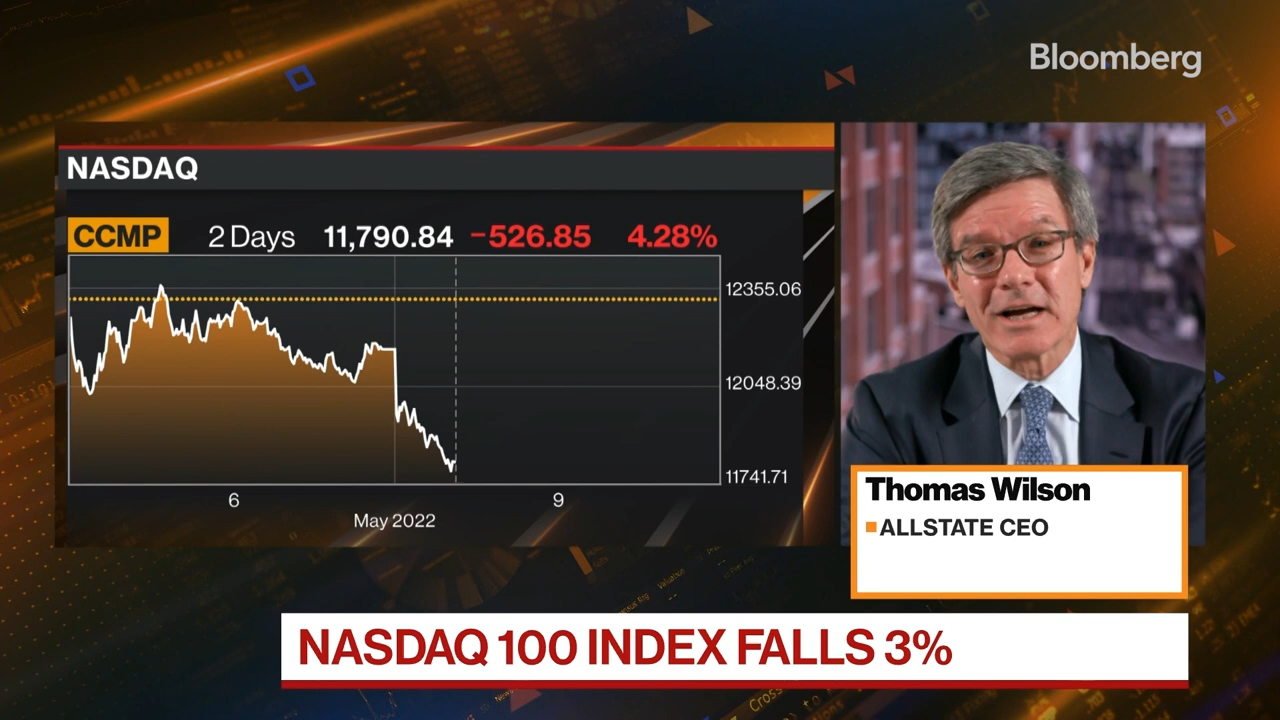 Bloomberg
NASDAQ
CCMP 2 Days 11,790.84 -526.85 4.28%
12355.06
12048.39
11741.71
6 9
May 2022
Thomas Wilson
ALLSTATE CEO
NASDAQ 100 INDEX FALLS 3%